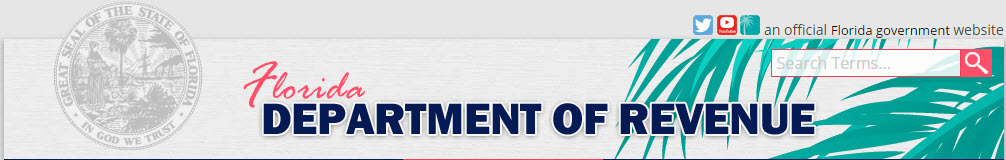 GREAT SEAL OF THE STATE OF FLORIDA
IN GOD WE TRUST
YouTube
an official Florida government website
Search Terms...
Florida
DEPARTMENT OF REVENUE